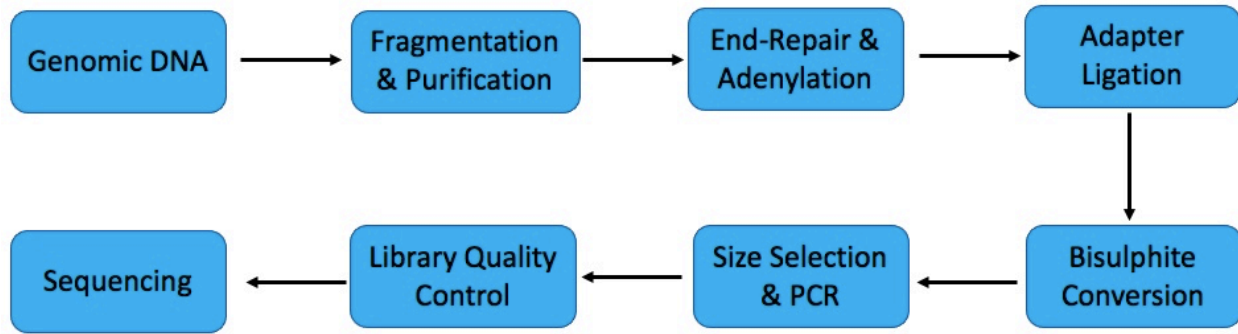 Genomic DNA
Fragmentation
& Purification
End-Repair &
Adenylation
Adapter
Ligation
Sequencing
Library Quality
Control
Size Selection
& PCR
Bisulphite
Conversion